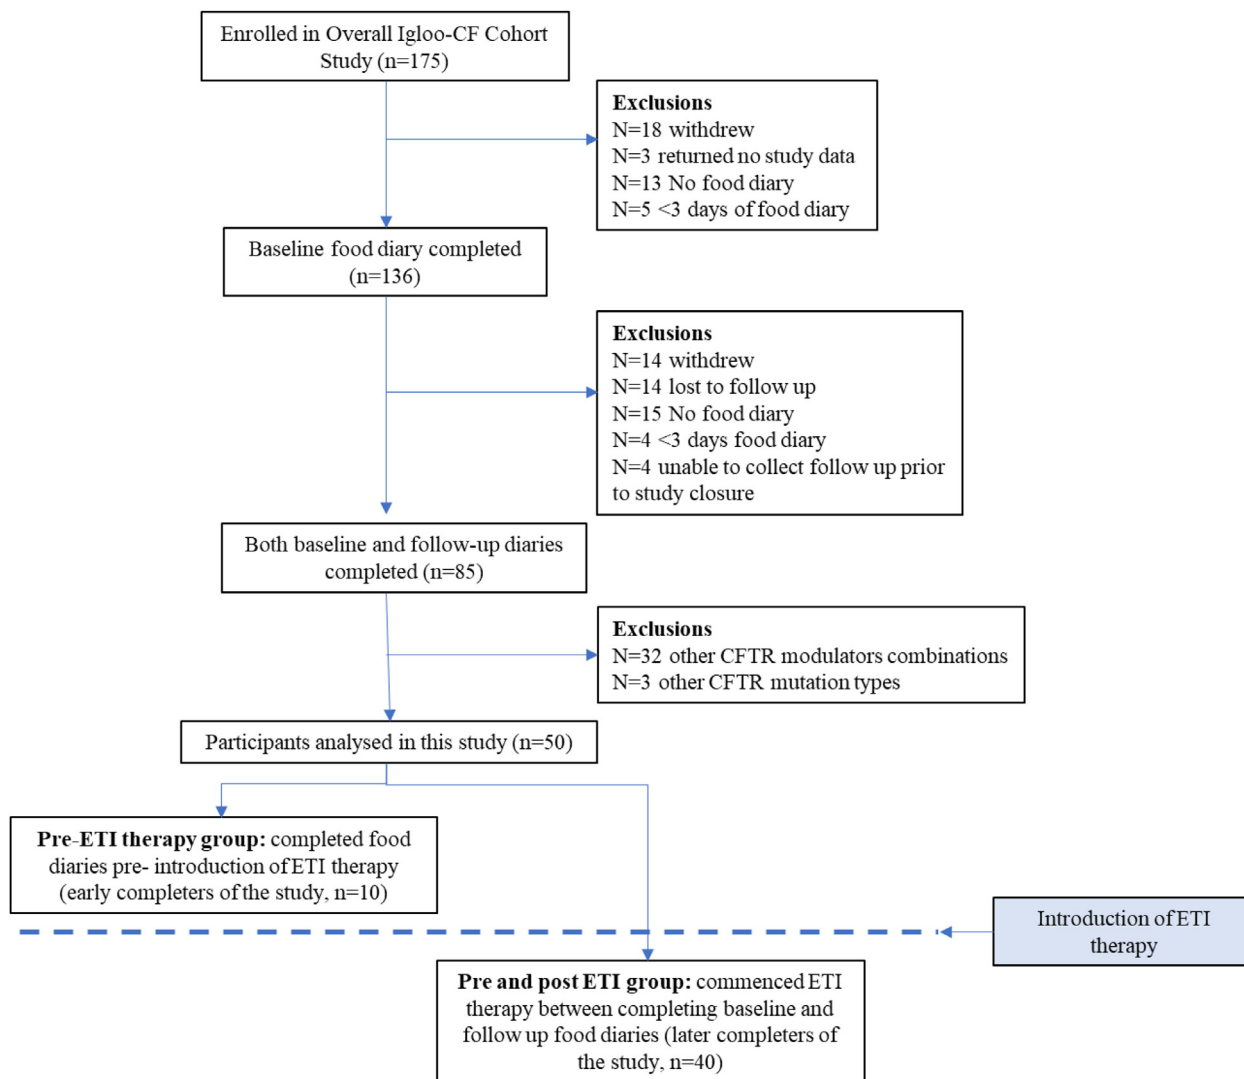 Enrolled in Overall Igloo-CF Cohort
Study (n=175)
Exclusions
N=18 withdrew
N=3 returned no study data
N=13 No food diary
N=5 <3 days of food diary
Baseline food diary completed
(n=136)
Exclusions
N=14 withdrew
N=14 lost to follow up
N=15 No food diary
N=4 <3 days food diary
N=4 unable to collect follow up prior
to study closure
Both baseline and follow-up diaries
completed (n=85)
Exclusions
N=32 other CFTR modulators combinations
N=3 other CFTR mutation types
Participants analysed in this study (n=50)
Pre-ETI therapy group: completed food
diaries pre- introduction of ETI therapy
(early completers of the study, n=10)
Introduction of ETI
therapy
Pre and post ETI group: commenced ETI
therapy between completing baseline and
follow up food diaries (later completers of
the study, n=40)